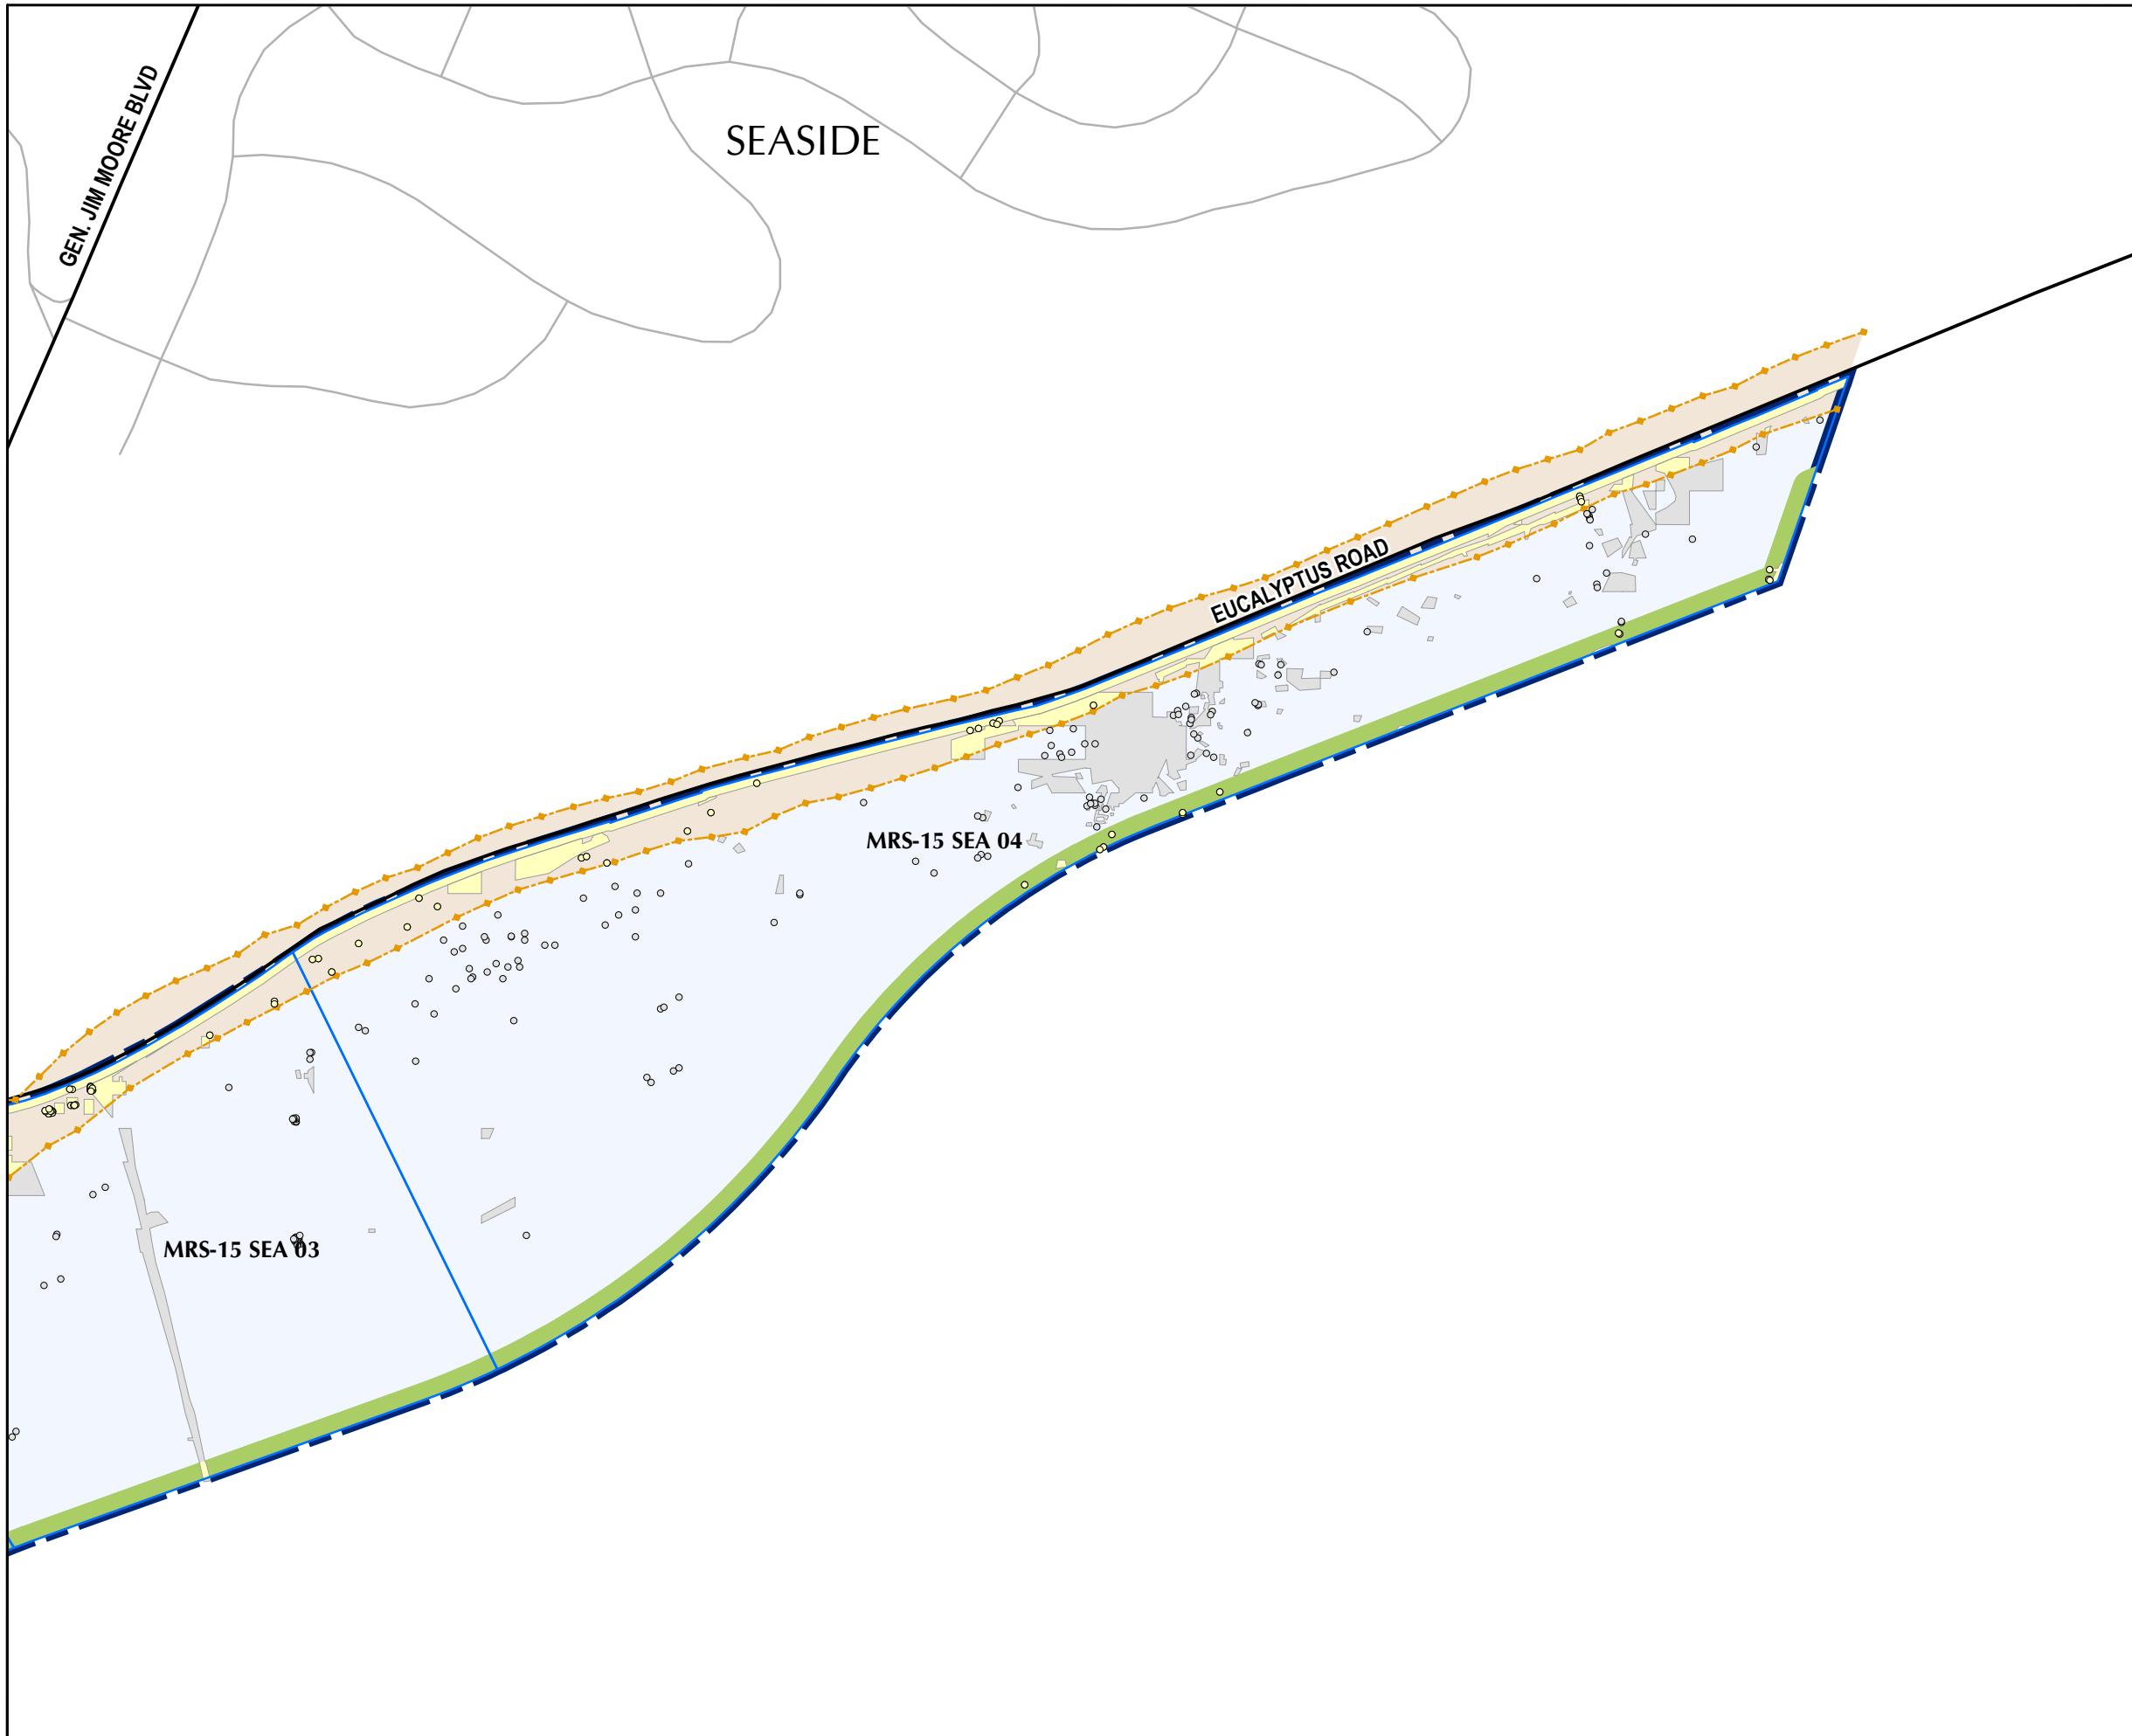 GEN. JIM MOORE BLVD
SEASIDE
EUCALYPTUS ROAD
MRS-15 SEA 04
MRS-15 SEA 03